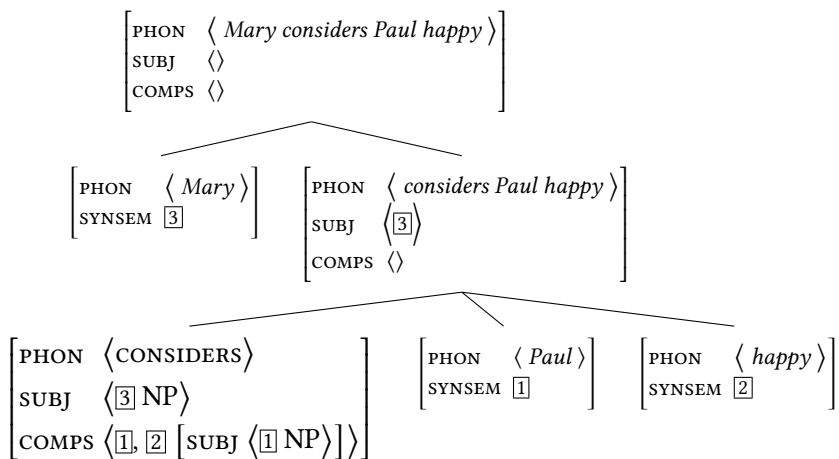 PHON ⟨ Mary considers Paul happy ⟩
SUBJ ⟨⟩
COMPS ⟨⟩
PHON ⟨ Mary ⟩
SYNSEM 3
PHON ⟨ considers Paul happy ⟩
SUBJ ⟨3⟩
COMPS ⟨⟩
PHON ⟨CONSIDERS⟩
SUBJ ⟨3 NP⟩
COMPS ⟨1, 2 [SUBJ ⟨1 NP⟩]⟩
PHON ⟨ Paul ⟩
SYNSEM 1
PHON ⟨ happy ⟩
SYNSEM 2